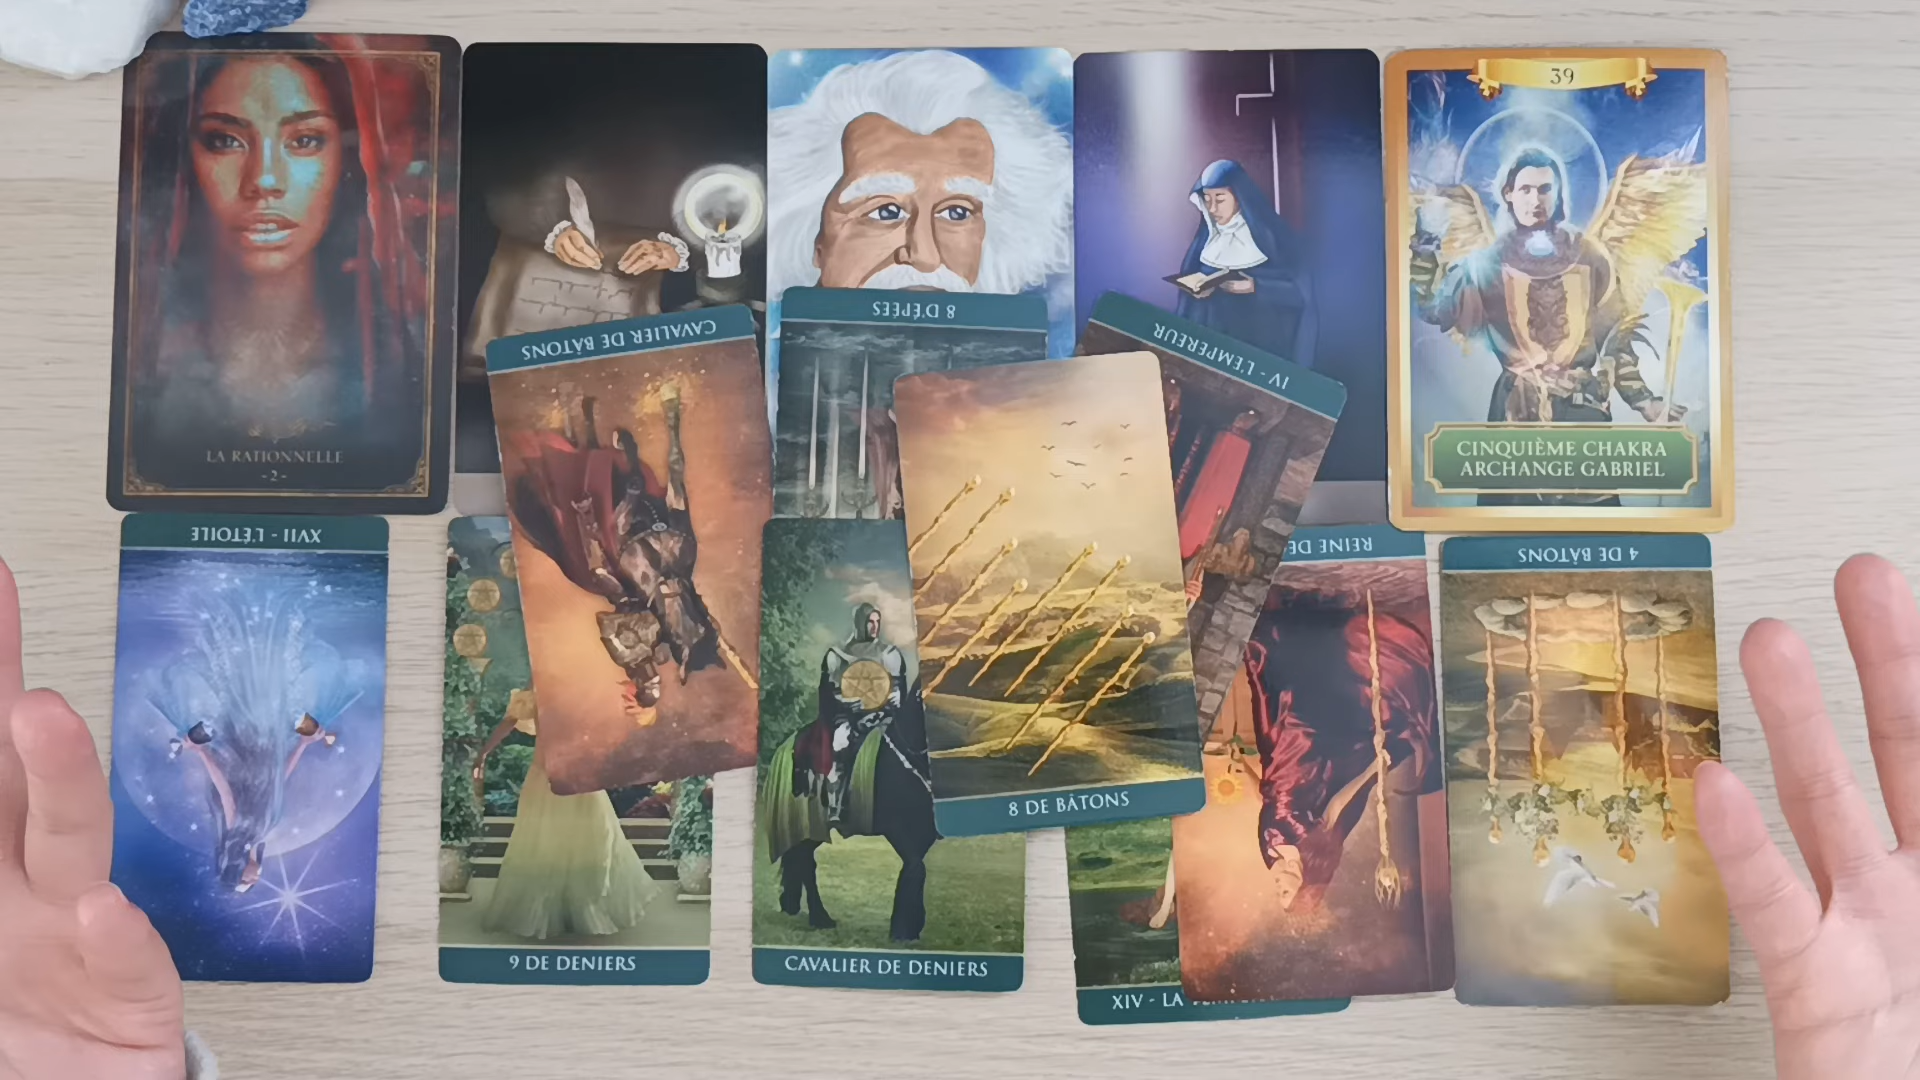 39
LA RATIONNELLE
- 2 -
CINQUIÈME CHAKRA
ARCHANGE GABRIEL
CAVALIER DE BÂTONS
8 D'ÉPÉES
IV - L'EMPEREUR
XVII - L'ÉTOILE
REINE DE
4 DE BÂTONS
8 DE BÂTONS
9 DE DENIERS
CAVALIER DE DENIERS
XIV - LA